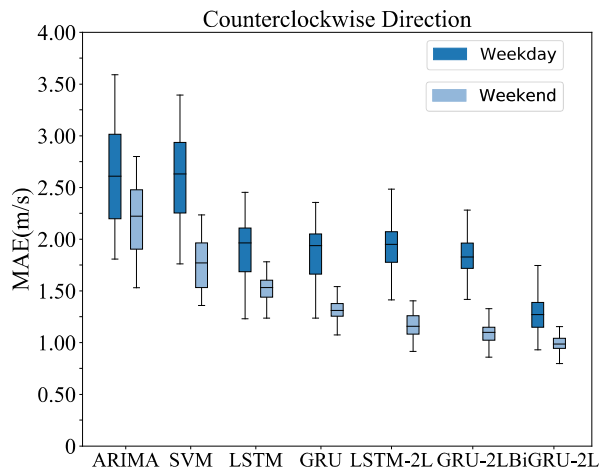 Counterclockwise Direction
4.00
Weekday
3.50
Weekend
3.00
2.50
MAE(m/s)
2.00
1.50
1.00
0.50
0
ARIMA SVM LSTM GRU LSTM-2L GRU-2LBiGRU-2L